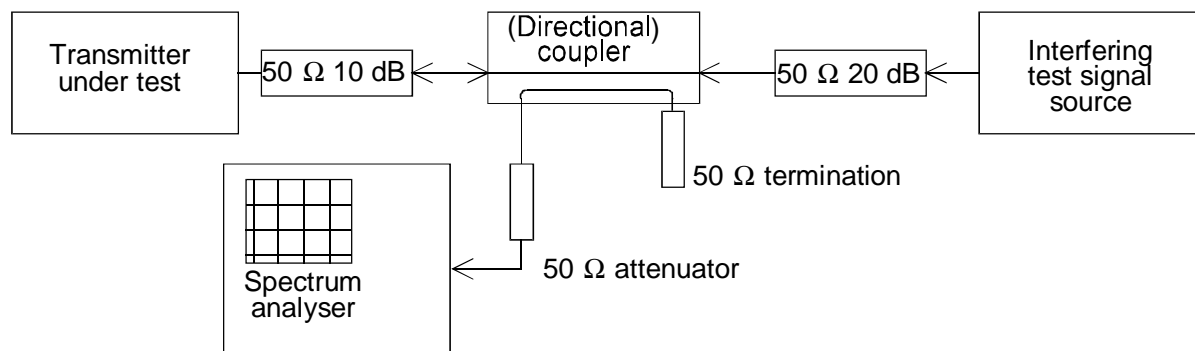 Transmitter
under test
50 Ω 10 dB
(Directional)
coupler
50 Ω 20 dB
Interfering
test signal
source
50 Ω termination
50 Ω attenuator
Spectrum
analyser